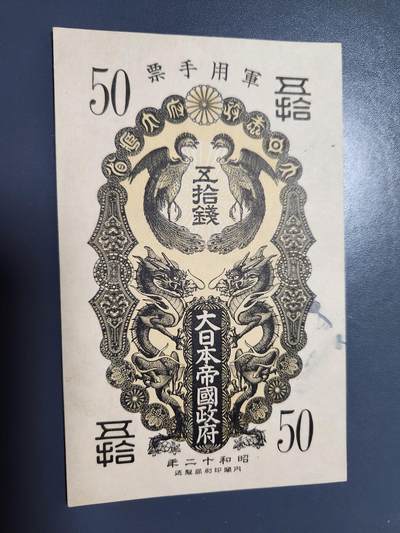 50
軍用手票
五拾
五拾錢
大日本帝國政府
五拾
50
昭和十二年
内閣印刷局製造